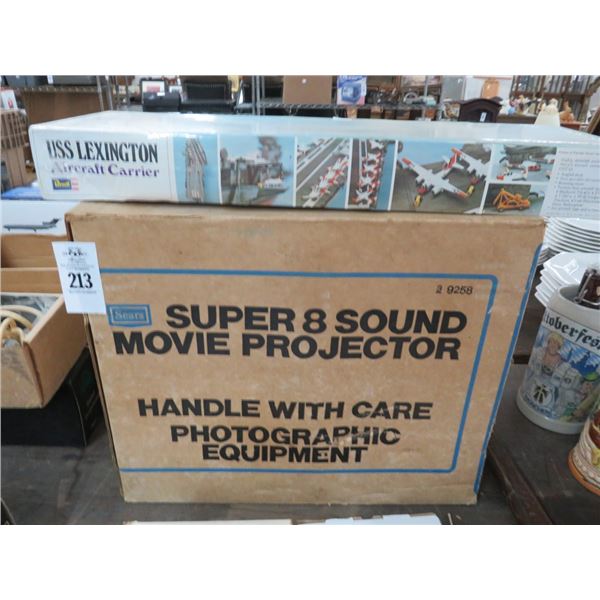 USS LEXINGTON
Aircraft Carrier
Revell
213
2 9258
Sears
SUPER 8 SOUND
MOVIE PROJECTOR
HANDLE WITH CARE
PHOTOGRAPHIC
EQUIPMENT
toberfest